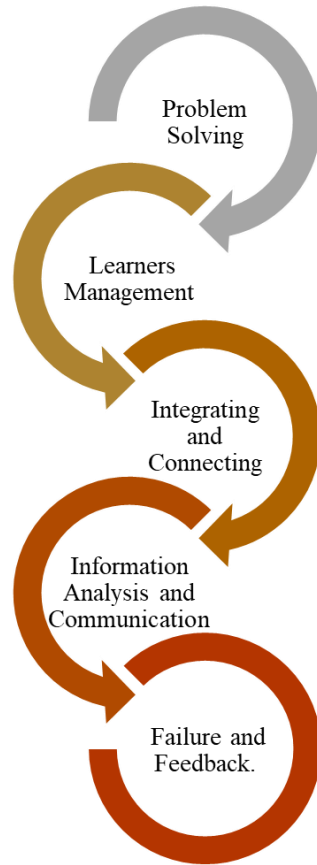 Problem
Solving
Learners
Management
Integrating
and
Connecting
Information
Analysis and
Communication
Failure and
Feedback.